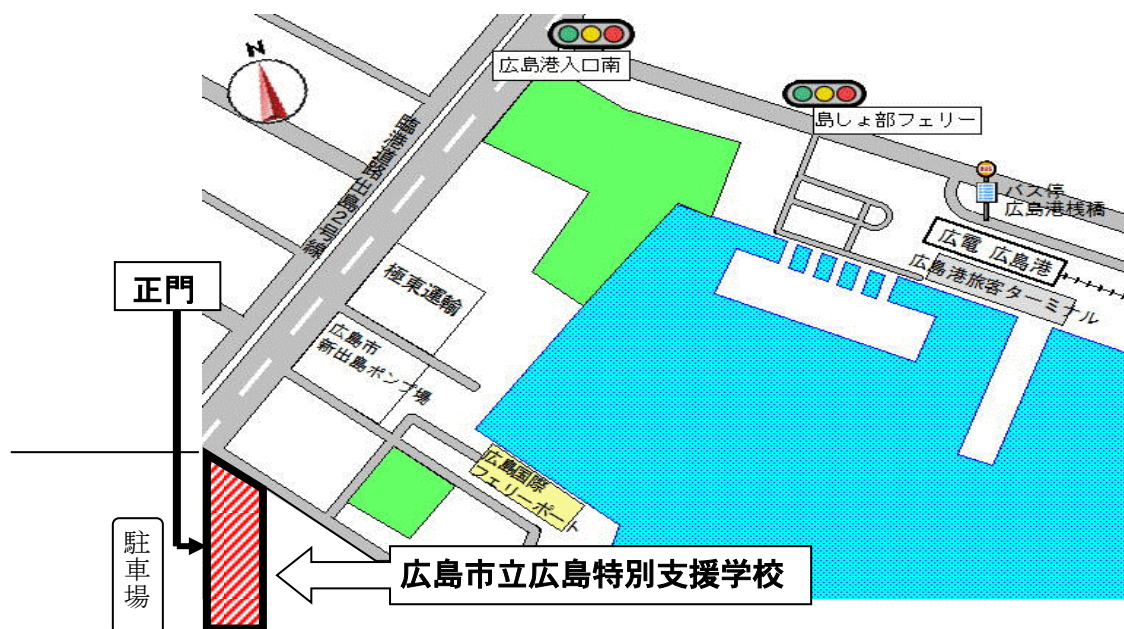 広島港入口南
N
島しょ部フェリー
臨港道路出島2号線
BUS
バス停
広島港桟橋
広電 広島港
広島港旅客ターミナル
正門
極東運輸
広島市
新出島ポンプ場
広島国際
フェリーポート
駐車場
広島市立広島特別支援学校